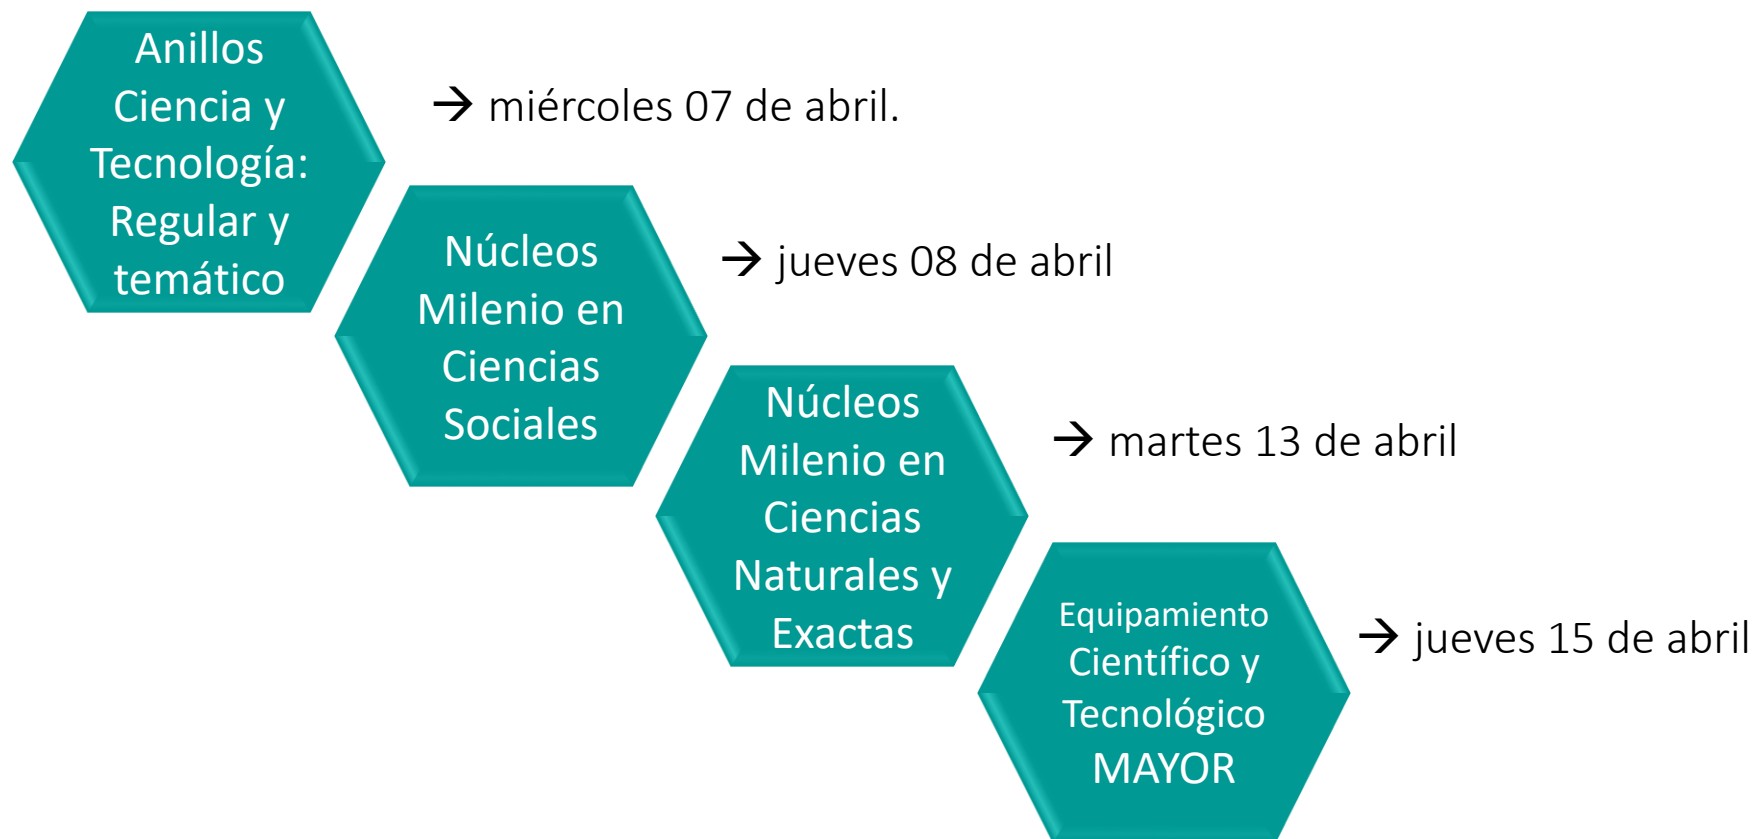 Anillos
Ciencia y
Tecnología:
Regular y
temático
→ miércoles 07 de abril.
Núcleos
Milenio en
Ciencias
Sociales
→ jueves 08 de abril
Núcleos
Milenio en
Ciencias
Naturales y
Exactas
→ martes 13 de abril
Equipamiento
Científico y
Tecnológico
MAYOR
→ jueves 15 de abril